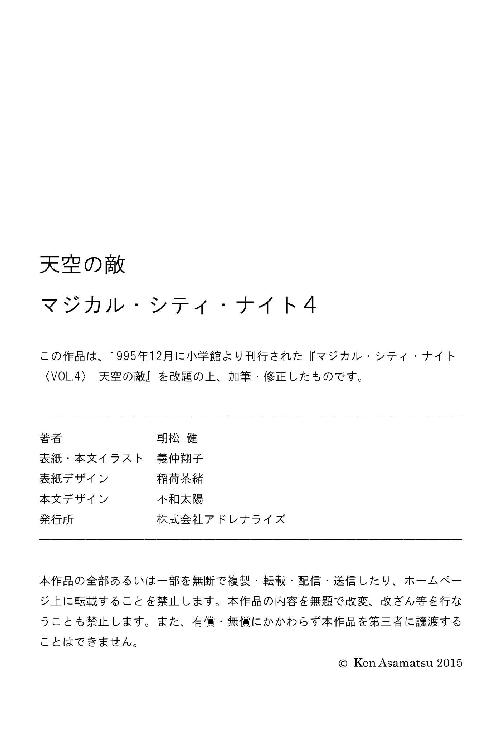 天空の敵
マジカル・シティ・ナイト４
この作品は、1995年12月に小学館より刊行された『マジカル・シティ・ナイト
〈VOL.4〉 天空の敵』を改題の上、加筆・修正したものです。
著者 朝松 健
表紙・本文イラスト 義仲翔子
表紙デザイン 稲荷茶緒
本文デザイン 不和太陽
発行所 株式会社アドレナライズ
本作品の全部あるいは一部を無断で複製・転載・配信・送信したり、ホームペー
ジ上に転載することを禁止します。本作品の内容を無題で改変、改ざん等を行な
うことも禁止します。また、有償・無償にかかわらず本作品を第三者に譲渡する
ことはできません。
© Ken Asamatsu 2015